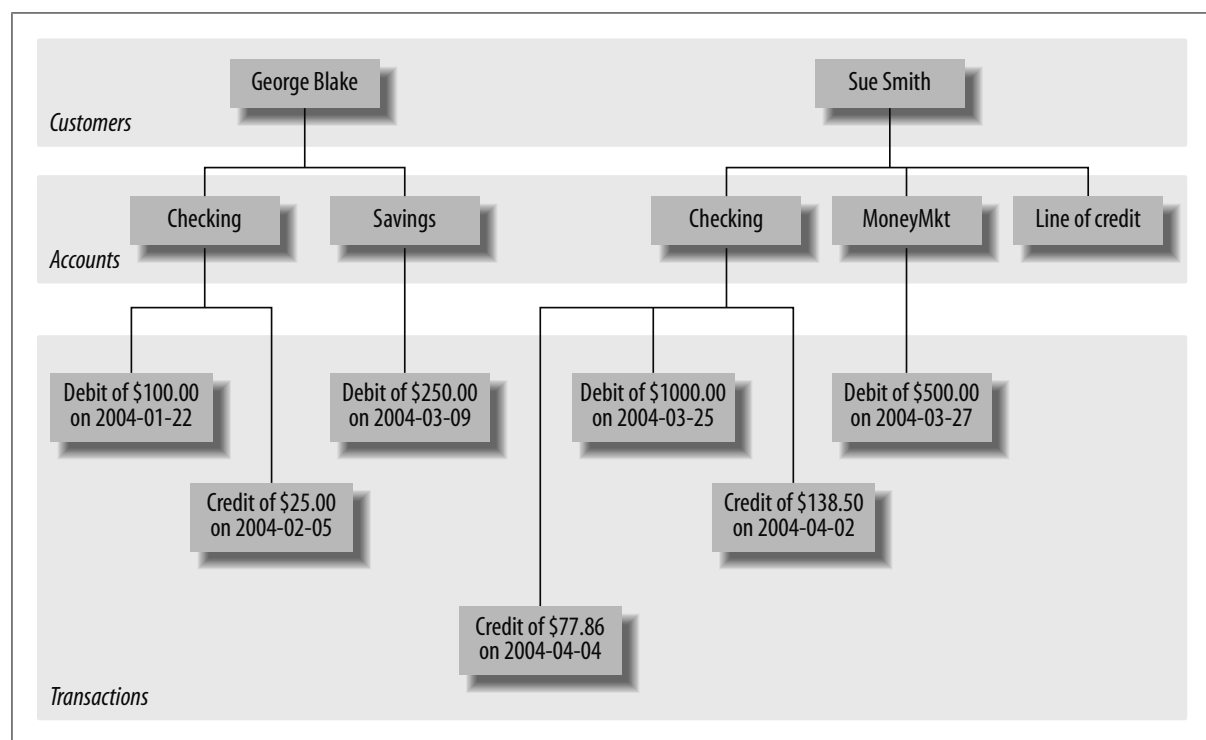 George Blake
Sue Smith
Customers
Checking
Savings
Checking
MoneyMkt
Line of credit
Accounts
Debit of $100.00
on 2004-01-22
Debit of $250.00
on 2004-03-09
Debit of $1000.00
on 2004-03-25
Debit of $500.00
on 2004-03-27
Credit of $25.00
on 2004-02-05
Credit of $138.50
on 2004-04-02
Credit of $77.86
on 2004-04-04
Transactions